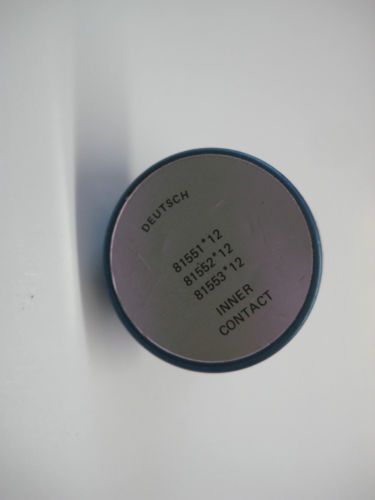 DEUTSCH
81551*12
81552*12
81553*12
INNER
CONTACT